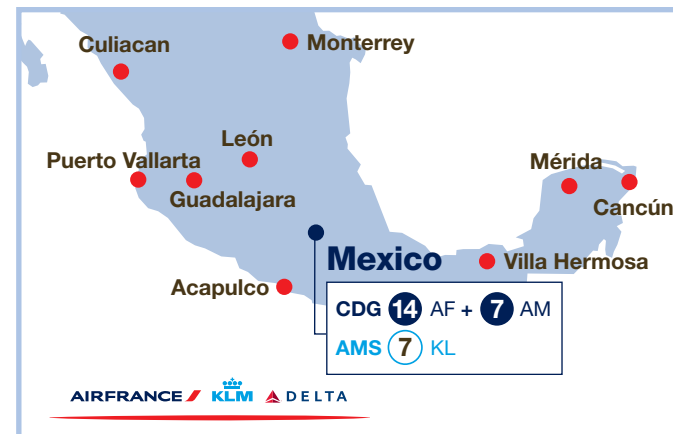 Culiacan
Monterrey
León
Puerto Vallarta
Guadalajara
Mérida
Cancún
Mexico
Villa Hermosa
Acapulco
CDG 14 AF + 7 AM
AMS 7 KL
AIRFRANCE KLM DELTA